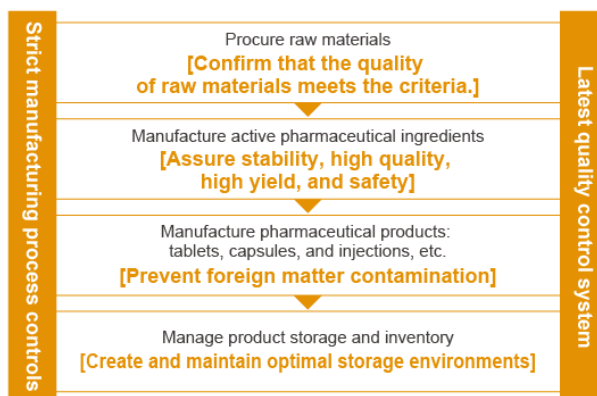 Strict manufacturing process controls
Procure raw materials
[Confirm that the quality
of raw materials meets the criteria.]
Manufacture active pharmaceutical ingredients
[Assure stability, high quality,
high yield, and safety]
Manufacture pharmaceutical products:
tablets, capsules, and injections, etc.
[Prevent foreign matter contamination]
Manage product storage and inventory
[Create and maintain optimal storage environments]
Latest quality control system